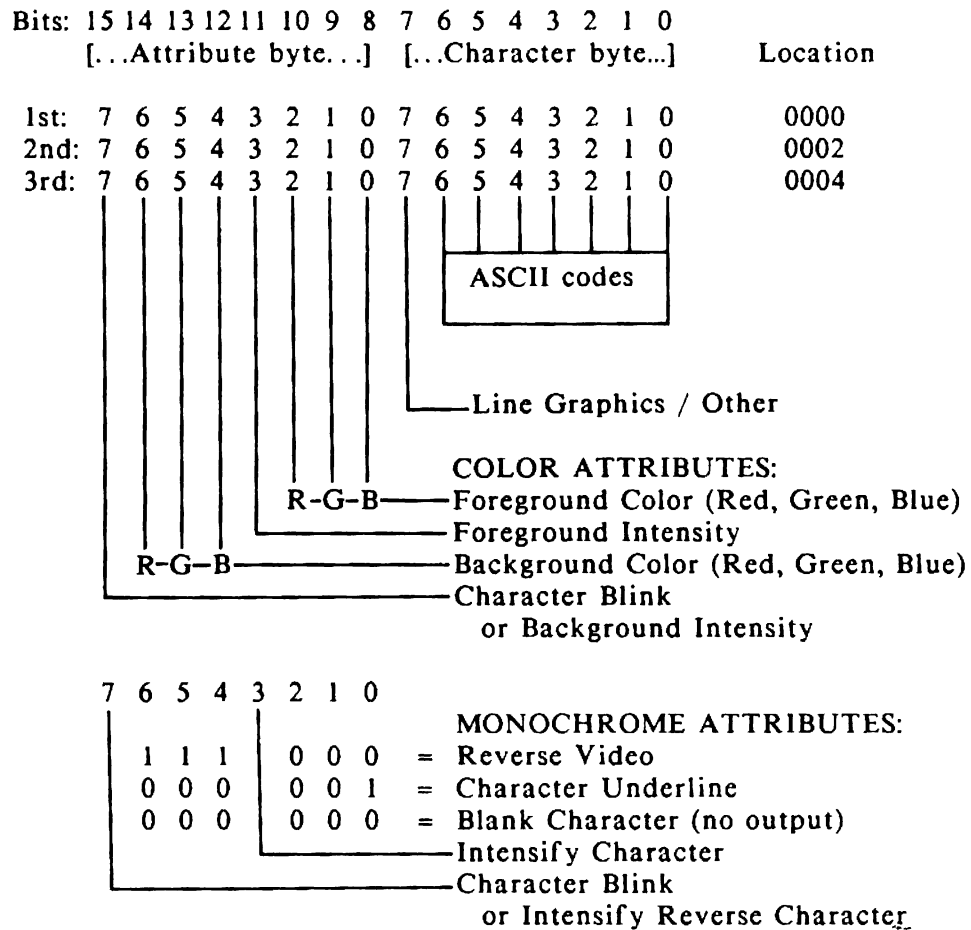 Bits: 15 14 13 12 11 10 9 8 7 6 5 4 3 2 1 0
[...Attribute byte...] [...Character byte...] Location
1st: 7 6 5 4 3 2 1 0 7 6 5 4 3 2 1 0 0000
2nd: 7 6 5 4 3 2 1 0 7 6 5 4 3 2 1 0 0002
3rd: 7 6 5 4 3 2 1 0 7 6 5 4 3 2 1 0 0004
ASCII codes
Line Graphics / Other
COLOR ATTRIBUTES:
R-G-B Foreground Color (Red, Green, Blue)
Foreground Intensity
R-G-B Background Color (Red, Green, Blue)
Character Blink
or Background Intensity
7 6 5 4 3 2 1 0
MONOCHROME ATTRIBUTES:
1 1 1 0 0 0 = Reverse Video
0 0 0 0 0 1 = Character Underline
0 0 0 0 0 0 = Blank Character (no output)
Intensify Character
Character Blink
or Intensify Reverse Character